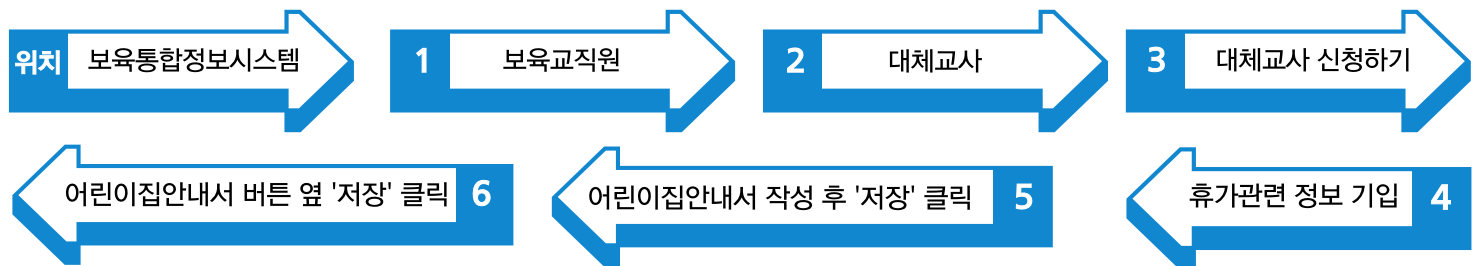 위치 보육통합정보시스템
1 보육교직원
2 대체교사
3 대체교사 신청하기
4 휴가관련 정보 기입
5 어린이집안내서 작성 후 '저장' 클릭
6 어린이집안내서 버튼 옆 '저장' 클릭